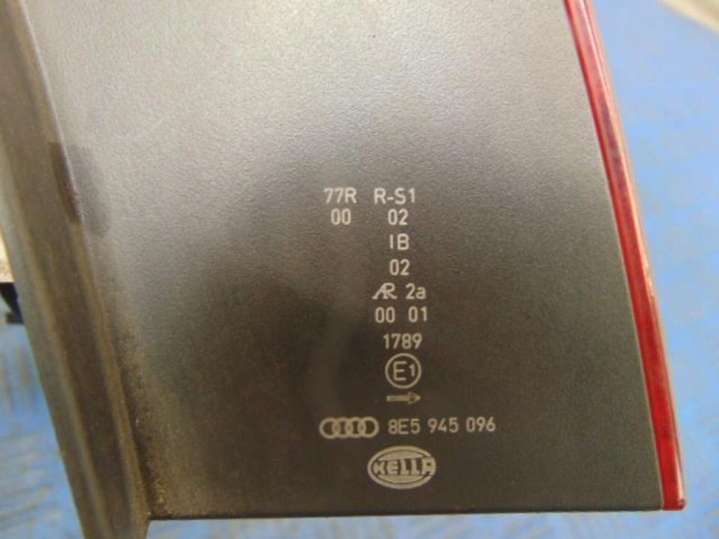 77R R-S1
00 02
IB
02
AR 2a
00 01
1789
E1
8E5 945 096
HELLA